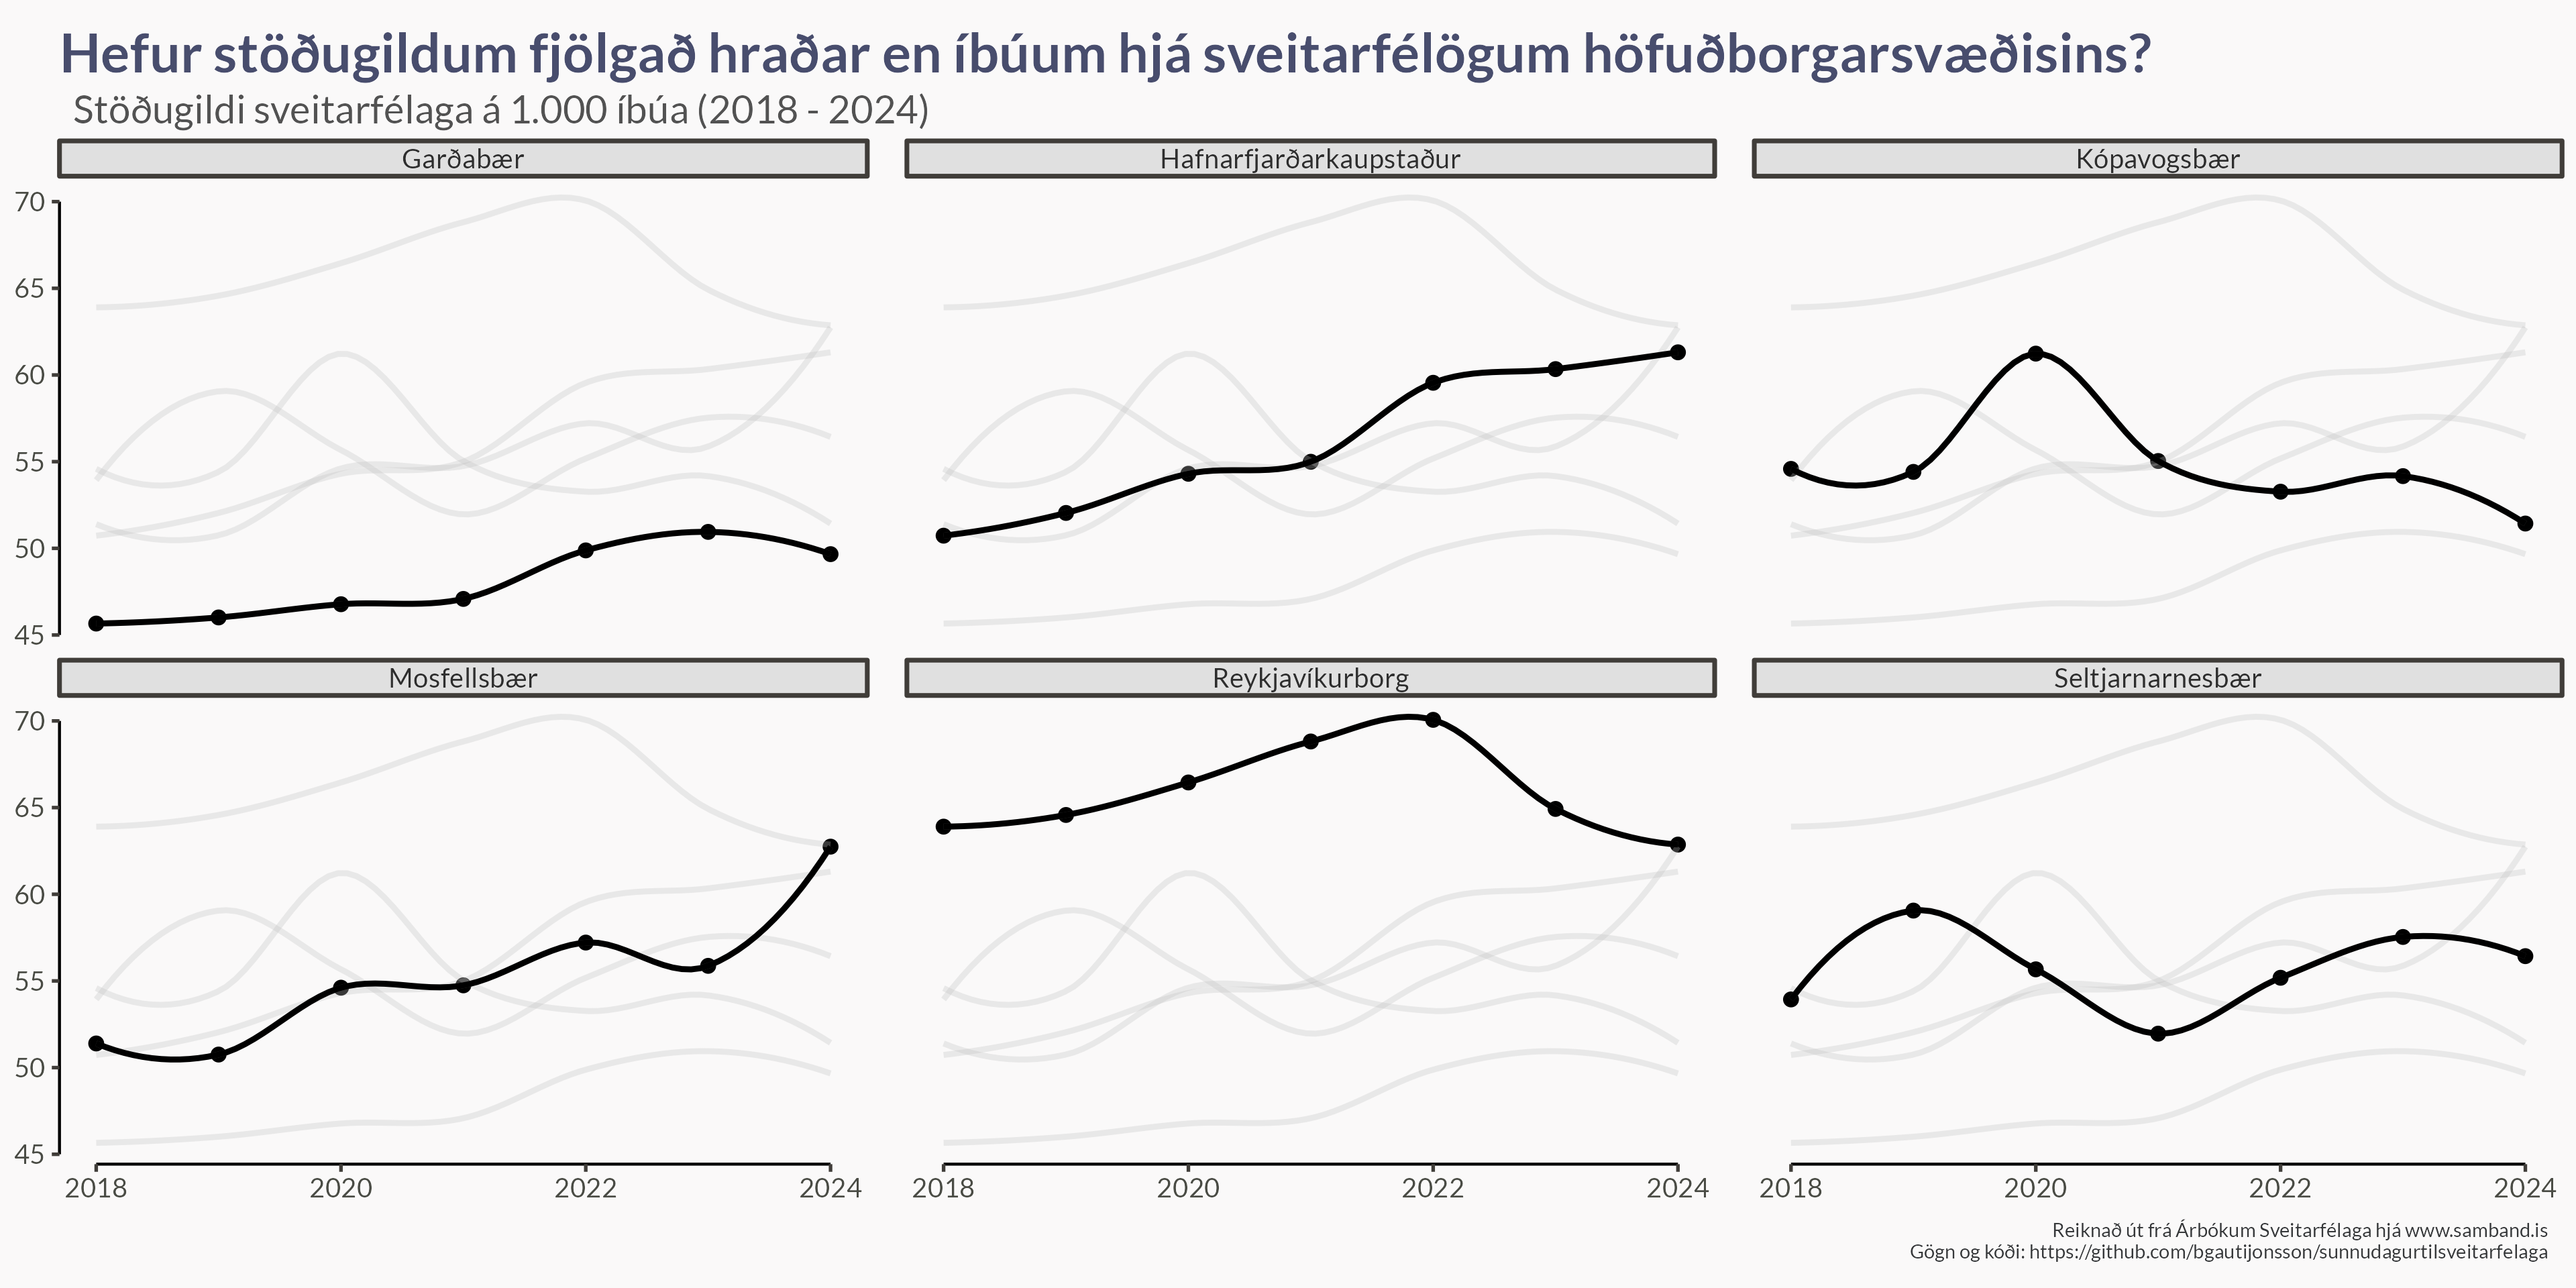 Hefur stöðugildum fjölgað hraðar en íbúum hjá sveitarfélögum höfuðborgarsvæðisins?
Stöðugildi sveitarfélaga á 1.000 íbúa (2018 - 2024)
Garðabær
Hafnarfjarðarkaupstaður
Kópavogsbær
70
65
60
55
50
45
Mosfellsbær
Reykjavíkurborg
Seltjarnarnesbær
70
65
60
55
50
45
2018 2020 2022 2024
2018 2020 2022 2024
2018 2020 2022 2024
Reiknað út frá Árbókum Sveitarfélaga hjá www.samband.is
Gögn og kóði: https://github.com/bgautijonsson/sunnudagurtilsveitarfelaga